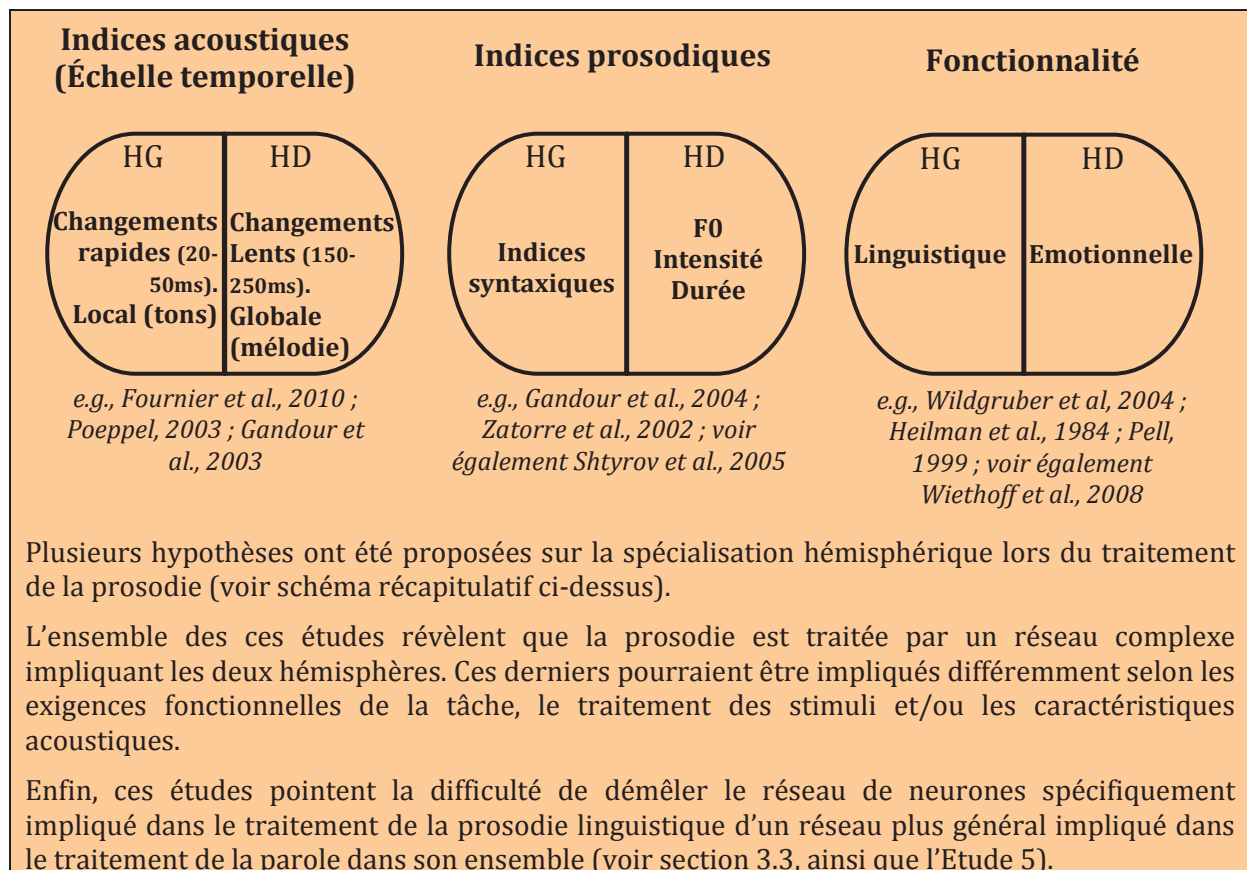 Indices acoustiques
(Échelle temporelle)
HG
HD
Changements
rapides (20-
50ms).
Local (tons)
Changements
Lents (150-
250ms).
Globale
(mélodie)
e.g., Fournier et al., 2010 ;
Poeppel, 2003 ; Gandour et
al., 2003
Indices prosodiques
HG
HD
Indices
syntaxiques
F0
Intensité
Durée
e.g., Gandour et al., 2004 ;
Zatorre et al., 2002 ; voir
également Shtyrov et al., 2005
Fonctionnalité
HG
HD
Linguistique
Emotionnelle
e.g., Wildgruber et al, 2004 ;
Heilman et al., 1984 ; Pell,
1999 ; voir également
Wiethoff et al., 2008
Plusieurs hypothèses ont été proposées sur la spécialisation hémisphérique lors du traitement
de la prosodie (voir schéma récapitulatif ci-dessus).
L’ensemble des ces études révèlent que la prosodie est traitée par un réseau complexe
impliquant les deux hémisphères. Ces derniers pourraient être impliqués différemment selon les
exigences fonctionnelles de la tâche, le traitement des stimuli et/ou les caractéristiques
acoustiques.
Enfin, ces études pointent la difficulté de démêler le réseau de neurones spécifiquement
impliqué dans le traitement de la prosodie linguistique d’un réseau plus général impliqué dans
le traitement de la parole dans son ensemble (voir section 3.3, ainsi que l’Etude 5).